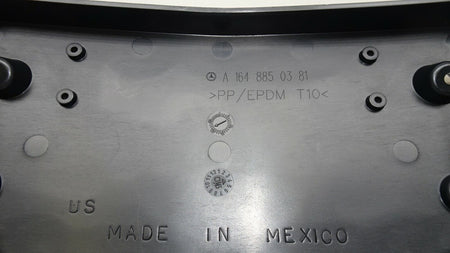 A 164 885 03 81
>PP/EPDM T10<
US
MADE IN MEXICO